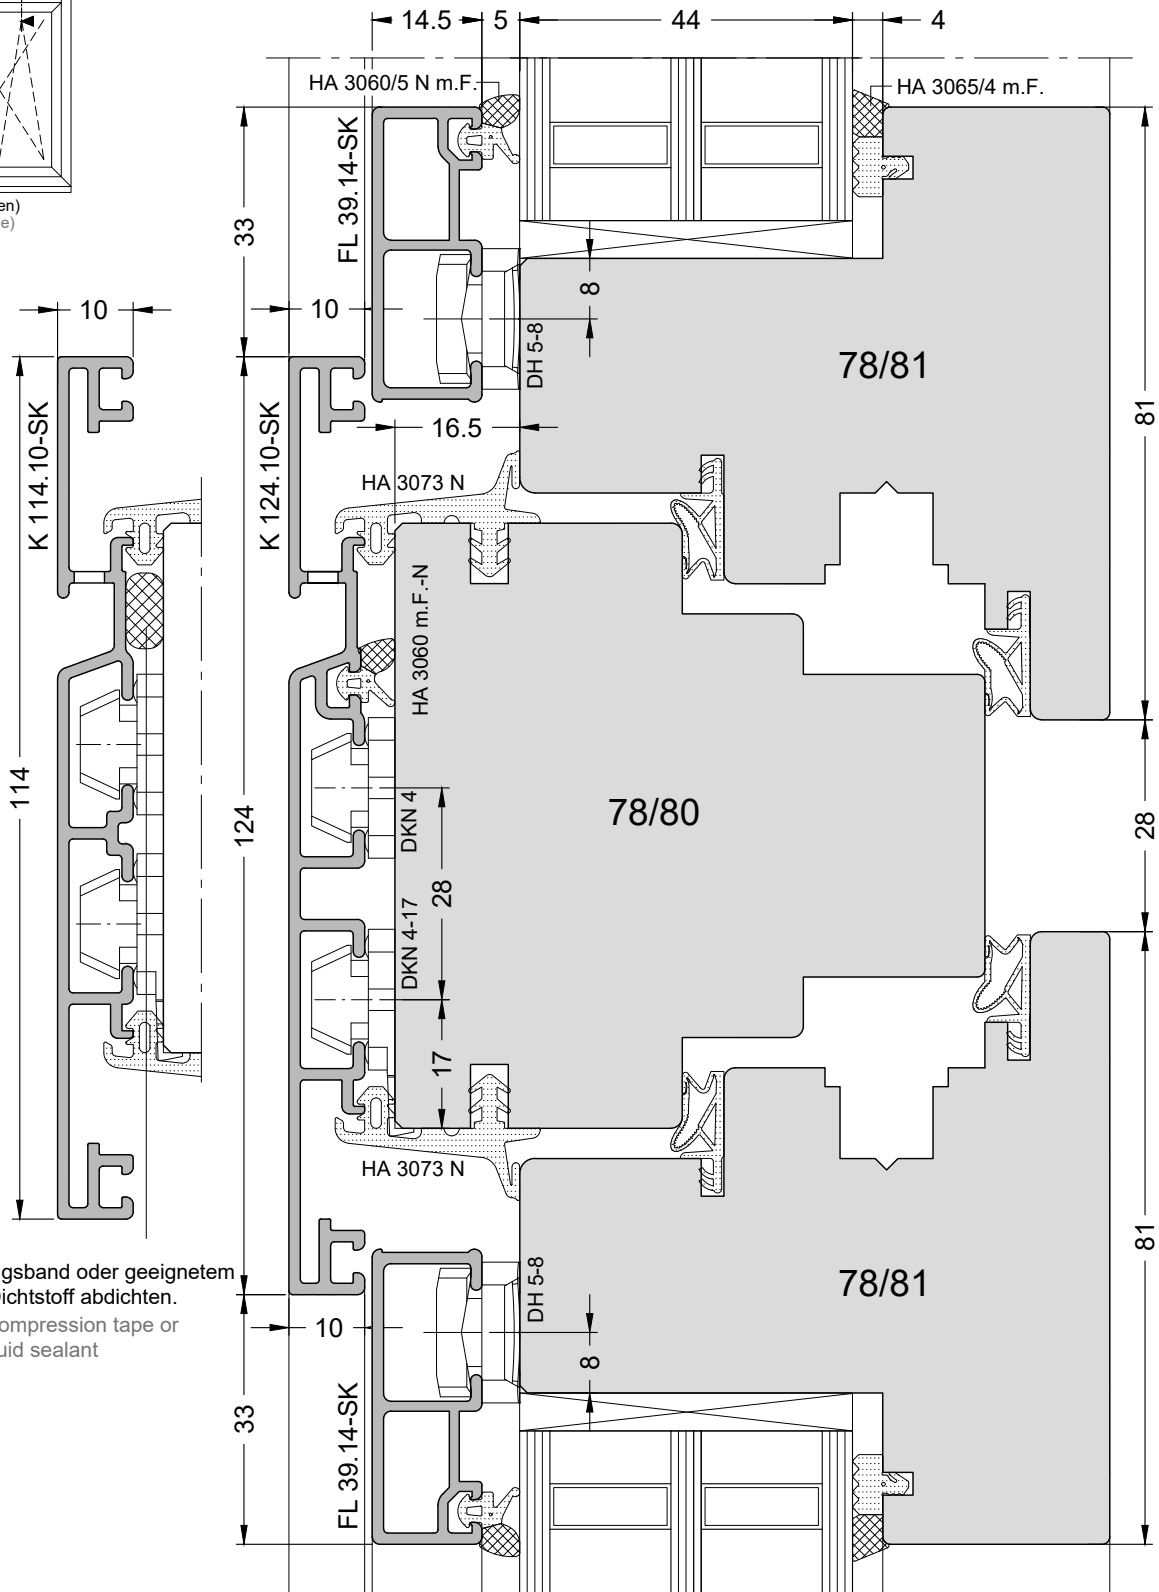 14.5 5 44 4
HA 3060/5 N m.F.
HA 3065/4 m.F.
en)
e)
33
FL 39.14-SK
8
10
10
DH 5-8
78/81
81
K 114.10-SK
K 124.10-SK
16.5
HA 3073 N
HA 3060 m.F.-N
114
124
DKN 4
78/80
28
28
DKN 4-17
17
HA 3073 N
gsband oder geeignetem
ichtstoff abdichten.
ompression tape or
uid sealant
10
DH 5-8
78/81
81
8
33
FL 39.14-SK